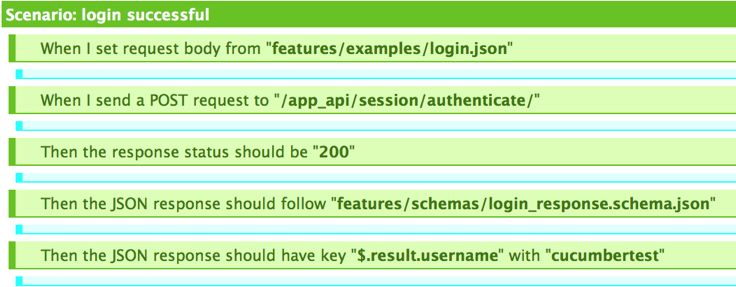 Scenario: login successful
When I set request body from "features/examples/login.json"
When I send a POST request to "/app_api/session/authenticate/"
Then the response status should be "200"
Then the JSON response should follow "features/schemas/login_response.schema.json"
Then the JSON response should have key "$.result.username" with "cucumbertest"